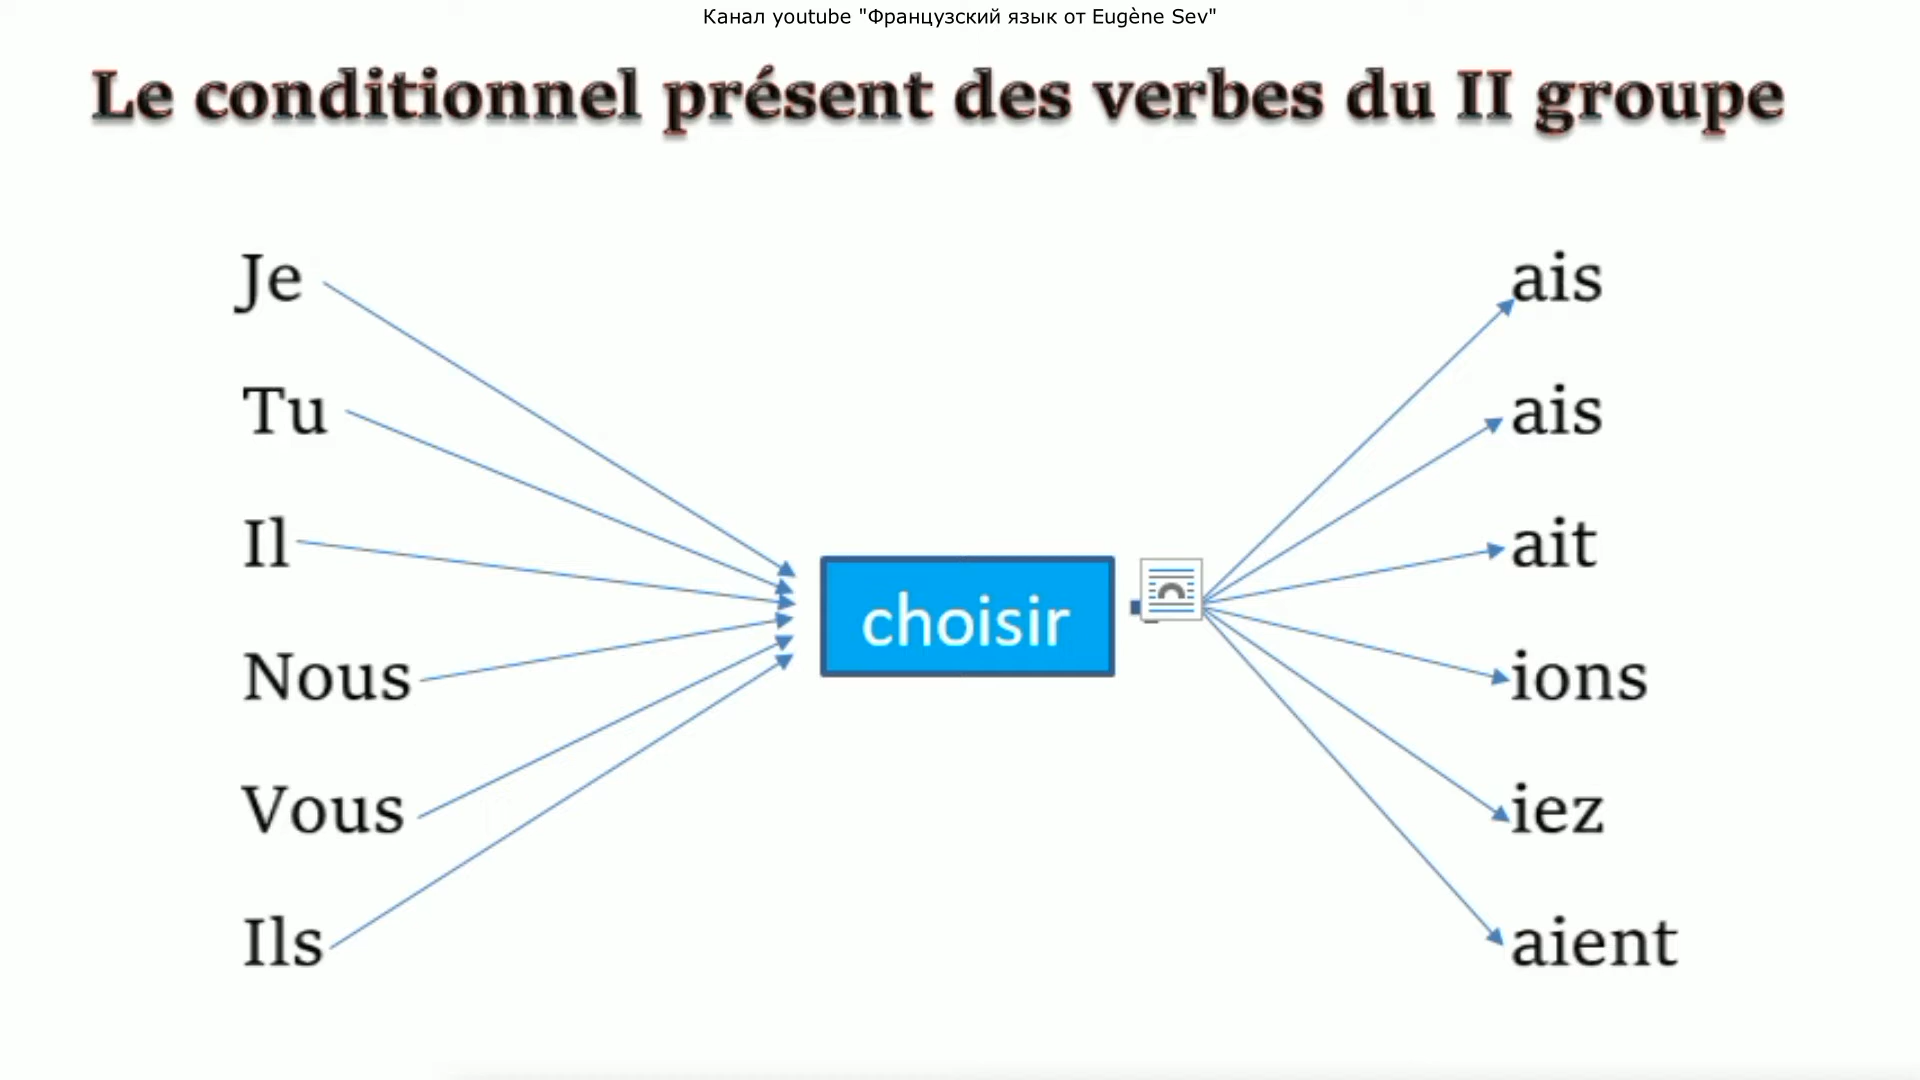 Канал youtube "Французский язык от Eugène Sev"
Le conditionnel présent des verbes du II groupe
Je
Tu
Il
Nous
Vous
Ils
choisir
ais
ais
ait
ions
iez
aient